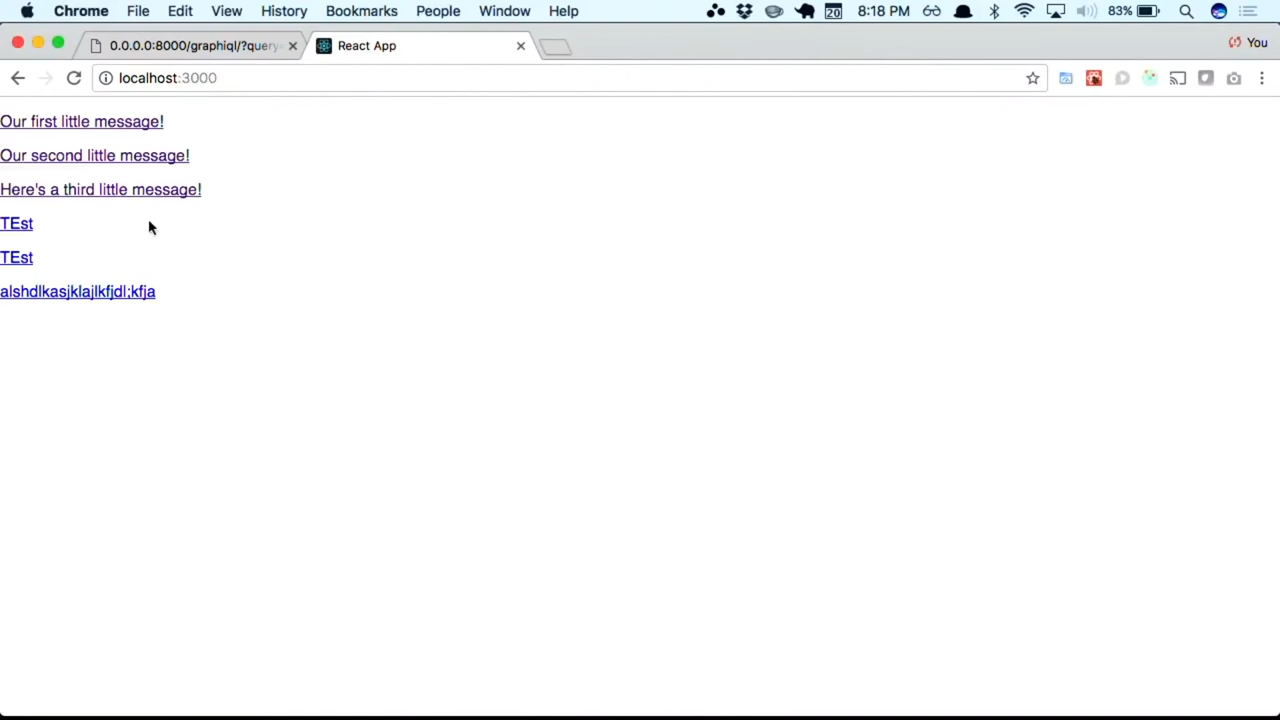 Chrome File Edit View History Bookmarks People Window Help 20 8:18 PM 83%
0.0.0.0:8000/graphiql/?query= React App You
localhost:3000
Our first little message!
Our second little message!
Here's a third little message!
TEst
TEst
alshdlkasjklajlkfjdl;kfja